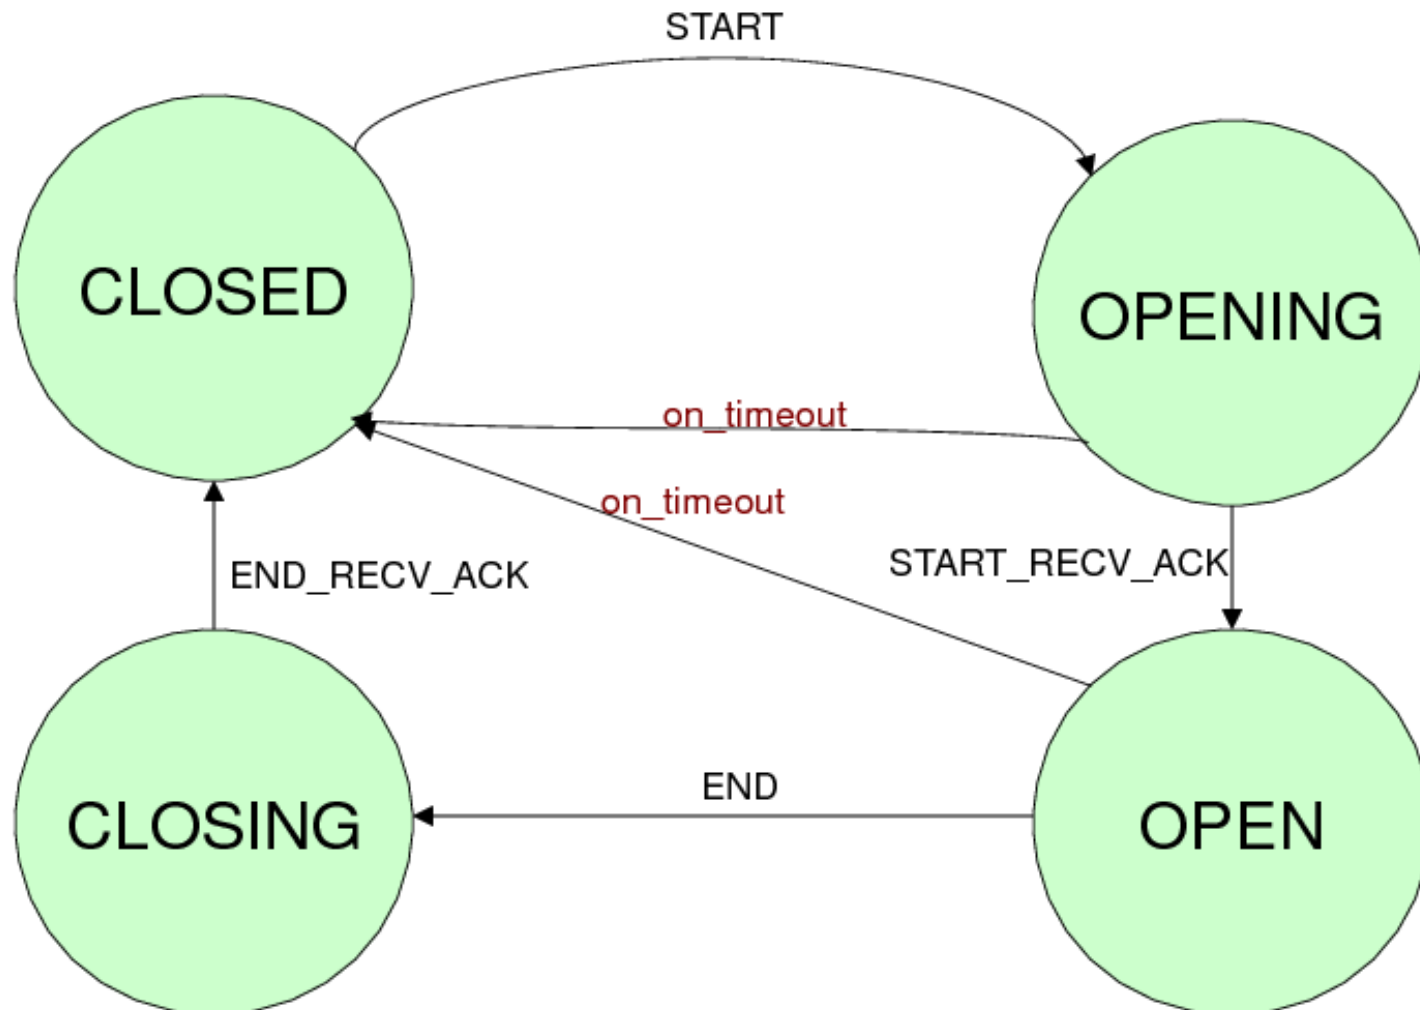 START
CLOSED
OPENING
on_timeout
on_timeout
START_RECV_ACK
END_RECV_ACK
END
CLOSING
OPEN